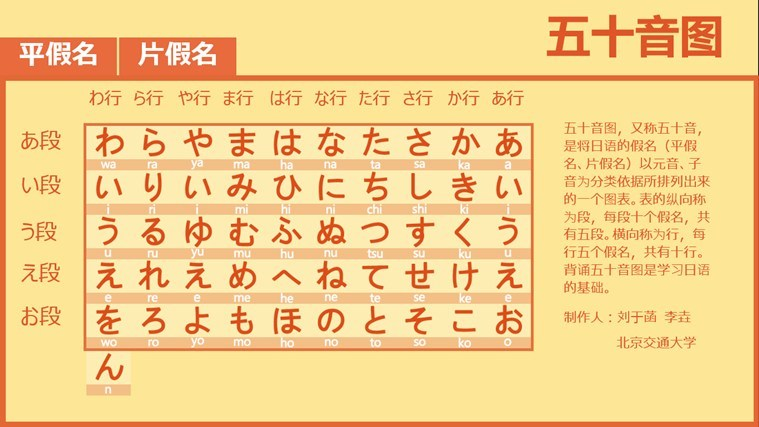 五十音图
平假名 片假名
わ行 ら行 や行 ま行 は行 な行 た行 さ行 か行 あ行
あ段 わ ら や ま は な た さ か あ
wa ra ya ma ha na ta sa ka a
い段 い り い み ひ に ち し き い
i ri i mi hi ni chi shi ki i
う段 う る ゆ む ふ ぬ つ す く う
u ru yu mu hu nu tsu su ku u
え段 え れ え め へ ね て せ け え
e re e me he ne te se ke e
お段 を ろ よ も ほ の と そ こ お
wo ro yo mo ho no to so ko o
ん
n
五十音图，又称五十音，
是将日语的假名（平假
名、片假名）以元音、子
音为分类依据所排列出来
的一个图表。表的纵向称
为段，每段十个假名，共
有五段。横向称为行，每
行五个假名，共有十行。
背诵五十音图是学习日语
的基础。
制作人：刘于菡 李垚
北京交通大学